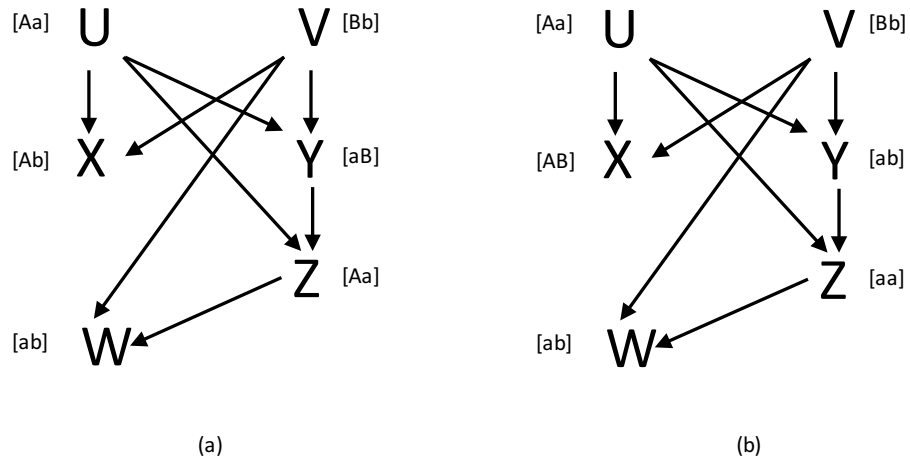 [Aa] U V [Bb] [Aa] U V [Bb]
[Ab] X Y [aB] [AB] X Y [ab]
Z [Aa] Z [aa]
[ab] W [ab] W
(a) (b)